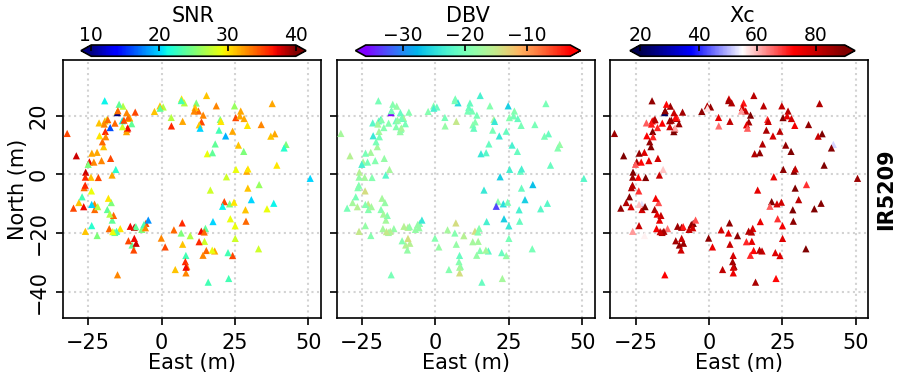 SNR
DBV
Xc
10 20 30 40
−30 −20 −10
20 40 60 80
20
0
−20
−40
North (m)
−25 0 25 50
−25 0 25 50
−25 0 25 50
East (m)
East (m)
East (m)
IR5209